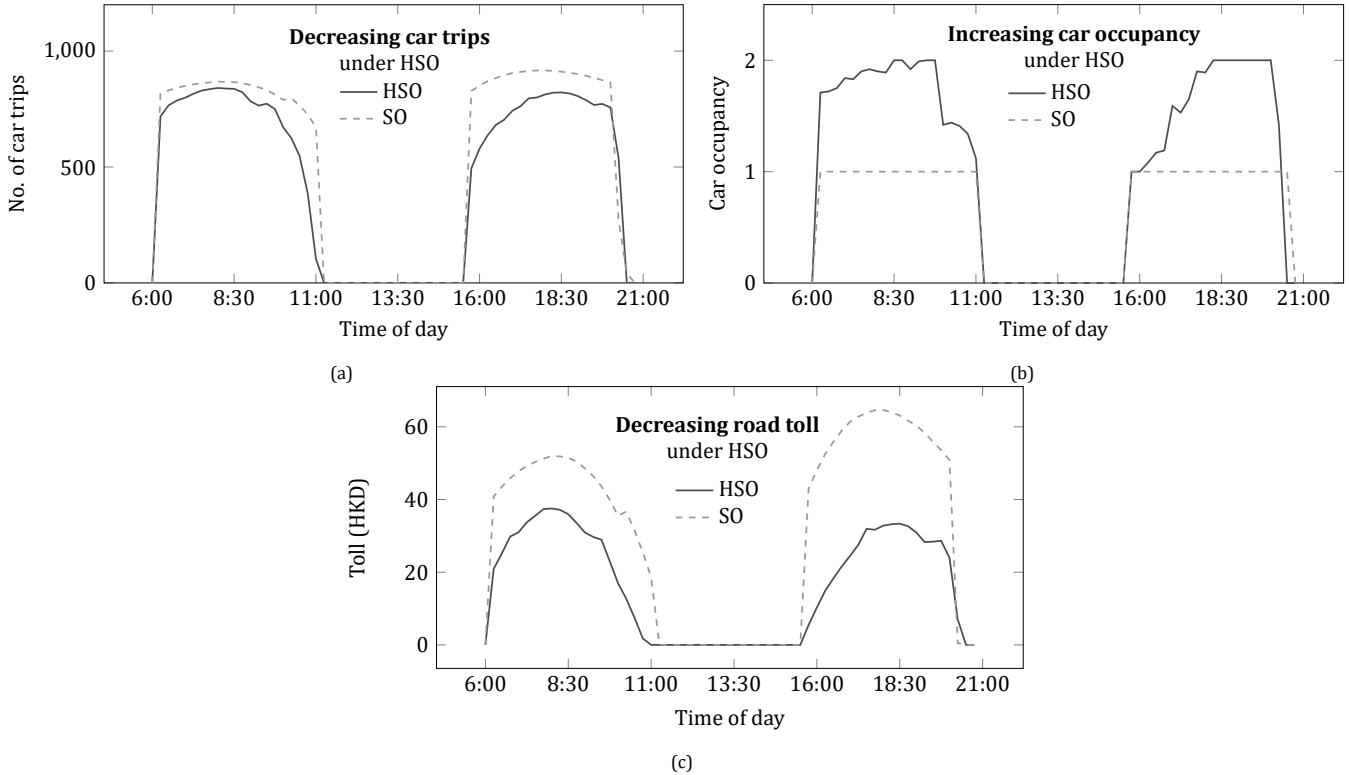 Decreasing car trips
under HSO
HSO
SO
1,000
500
0
No. of car trips
6:00 8:30 11:00 13:30 16:00 18:30 21:00
Time of day
(a)
Increasing car occupancy
under HSO
HSO
SO
2
1
0
Car occupancy
6:00 8:30 11:00 13:30 16:00 18:30 21:00
Time of day
(b)
Decreasing road toll
under HSO
HSO
SO
60
40
20
0
Toll (HKD)
6:00 8:30 11:00 13:30 16:00 18:30 21:00
Time of day
(c)